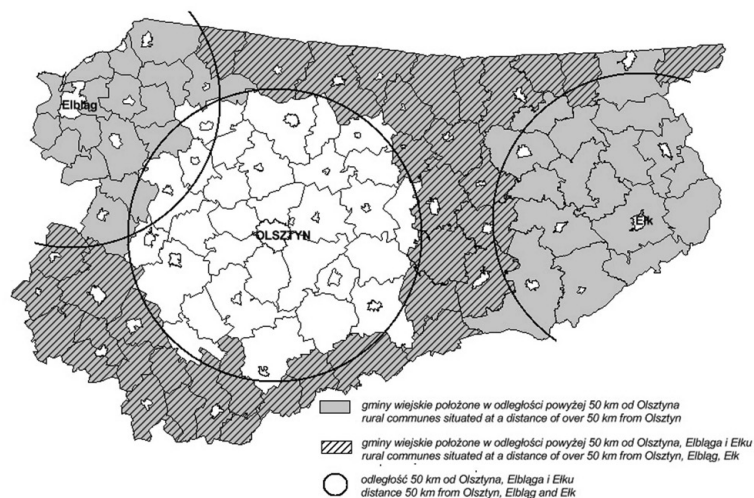 Elbląg
OLSZTYN
Ełk
gminy wiejskie położone w odległości powyżej 50 km od Olsztyna
rural communes situated at a distance of over 50 km from Olsztyn
gminy wiejskie położone w odległości powyżej 50 km od Olsztyna, Elbląga i Ełku
rural communes situated at a distance of over 50 km from Olsztyn, Elbląg, Ełk
odległość 50 km od Olsztyna, Elbląga i Ełku
distance 50 km from Olsztyn, Elbląg and Ełk